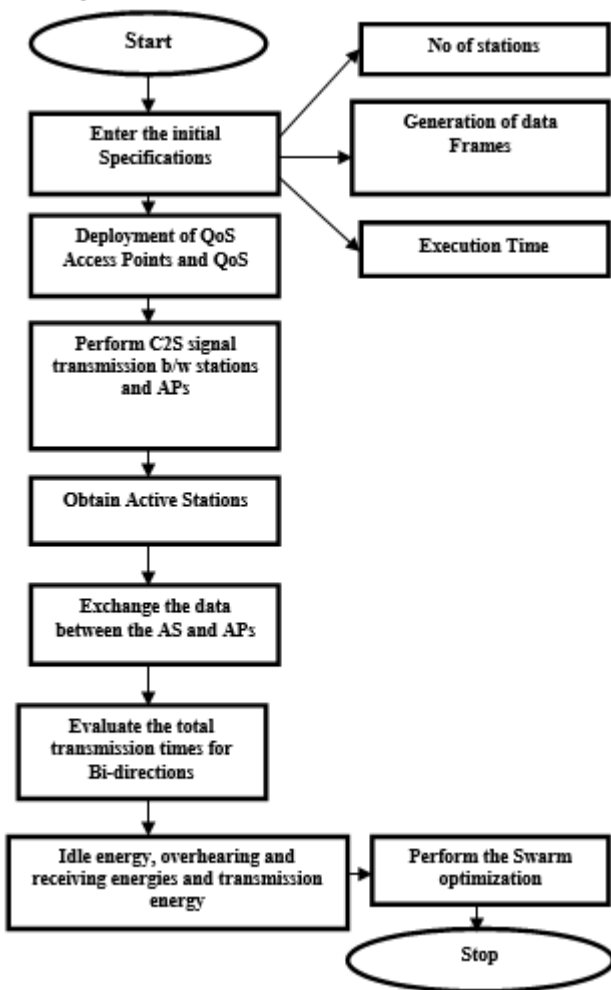 Start
No of stations
Enter the initial
Specifications
Generation of data
Frames
Deployment of QoS
Access Points and QoS
Execution Time
Perform C2S signal
transmission b/w stations
and APs
Obtain Active Stations
Exchange the data
between the AS and APs
Evaluate the total
transmission times for
Bi-directions
Idle energy, overhearing and
receiving energies and transmission
energy
Perform the Swarm
optimization
Stop